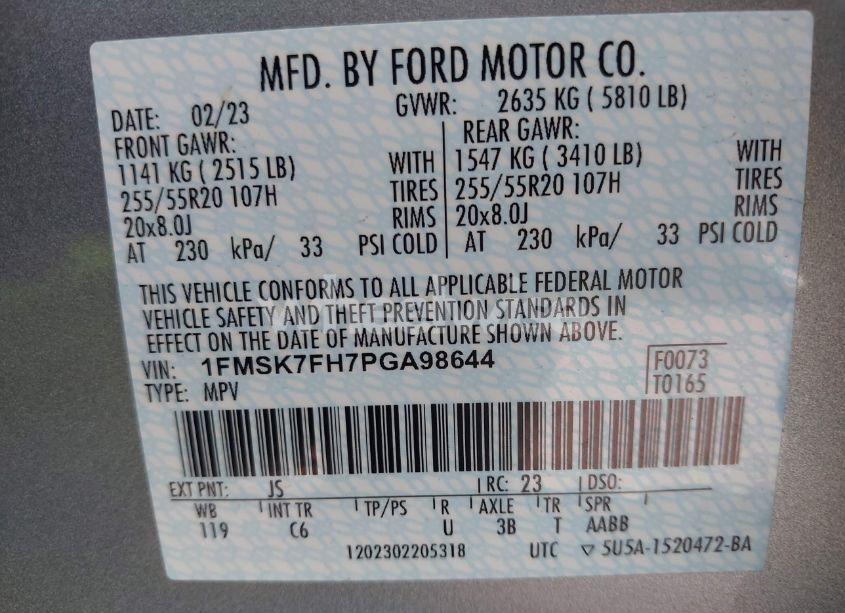 MFD. BY FORD MOTOR CO.
DATE: 02/23 GVWR: 2635 KG ( 5810 LB)
FRONT GAWR: REAR GAWR:
1141 KG ( 2515 LB) WITH 1547 KG ( 3410 LB) WITH
255/55R20 107H TIRES 255/55R20 107H TIRES
20x8.0J RIMS 20x8.0J RIMS
AT 230 kPa/ 33 PSI COLD AT 230 kPa/ 33 PSI COLD
THIS VEHICLE CONFORMS TO ALL APPLICABLE FEDERAL MOTOR
VEHICLE SAFETY AND THEFT PREVENTION STANDARDS IN
EFFECT ON THE DATE OF MANUFACTURE SHOWN ABOVE.
VIN: 1FMSK7FH7PGA98644 F0073
TYPE: MPV T0165
EXT PNT: JS RC: 23 DSO:
WB INT TR TP/PS R AXLE TR SPR
119 C6 U 3B T AABB
1202302205318 UTC ▽ 5U5A-1520472-BA